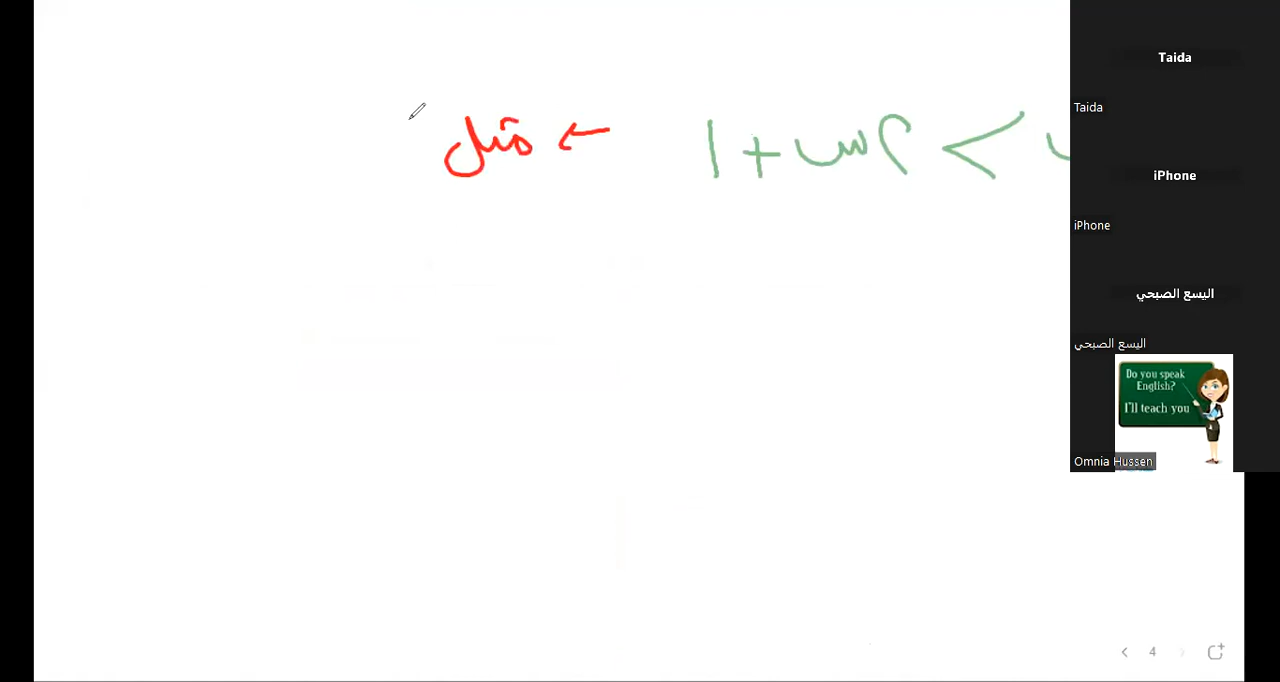 > ٢س + ١ ← مثل
Taida
Taida
iPhone
iPhone
اليسع الصبحي
اليسع الصبحي
Do you speak
English?
I'll teach you
Omnia Hussen
4